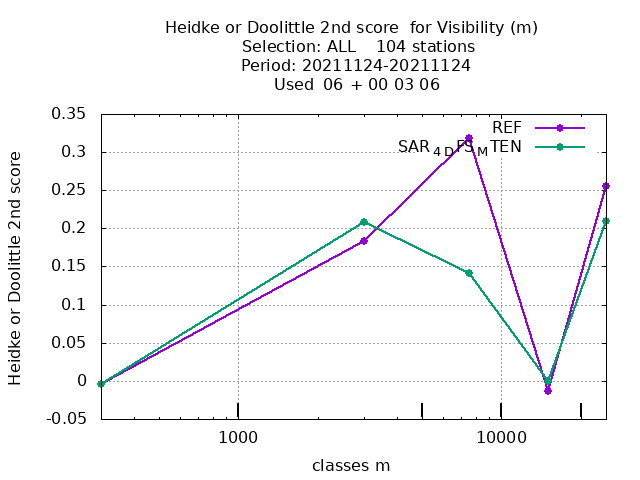 Heidke or Doolittle 2nd score  for Visibility (m)
Selection: ALL    104 stations
Period: 20211124-20211124
Used  06 + 00 03 06
Heidke or Doolittle 2nd score
0.35
0.3
0.25
0.2
0.15
0.1
0.05
0
-0.05
REF
SAR4DFSMTEN
1000
10000
classes m